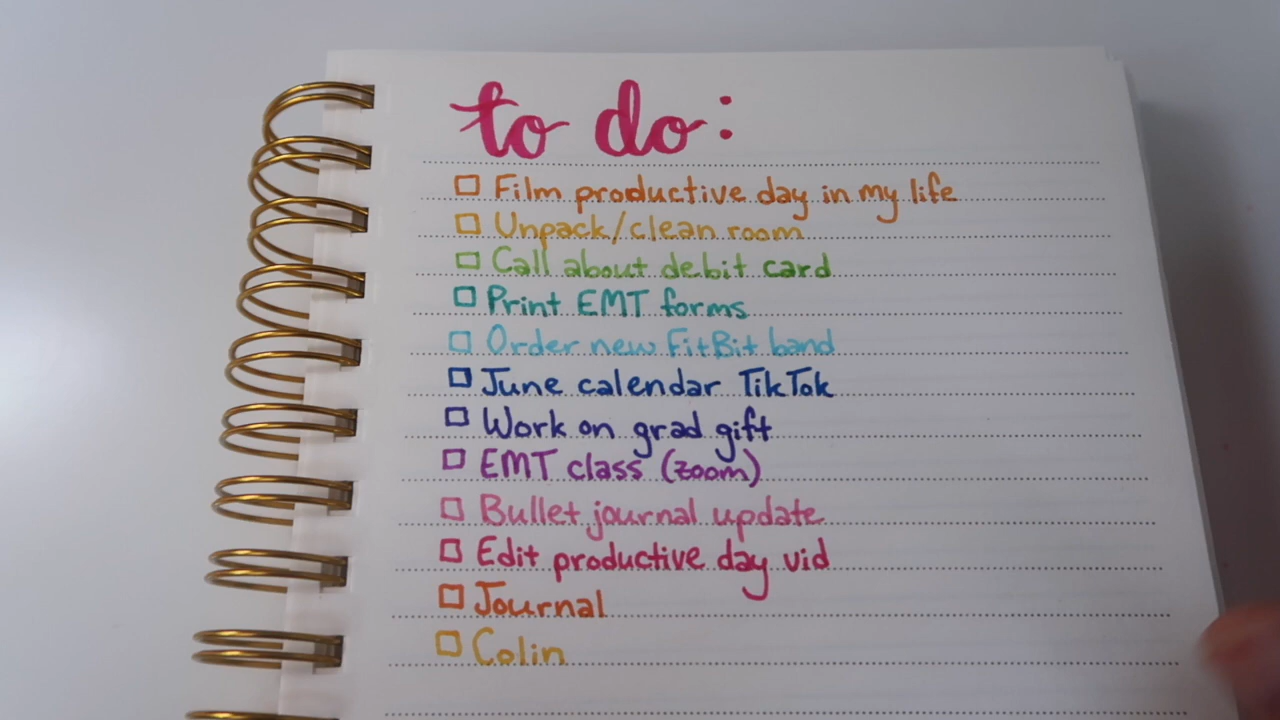 to do:
Film productive day in my life
Unpack/clean room
Call about debit card
Print EMT forms
Order new FitBit band
June calendar TikTok
Work on grad gift
EMT class (zoom)
Bullet journal update
Edit productive day vid
Journal
Colin